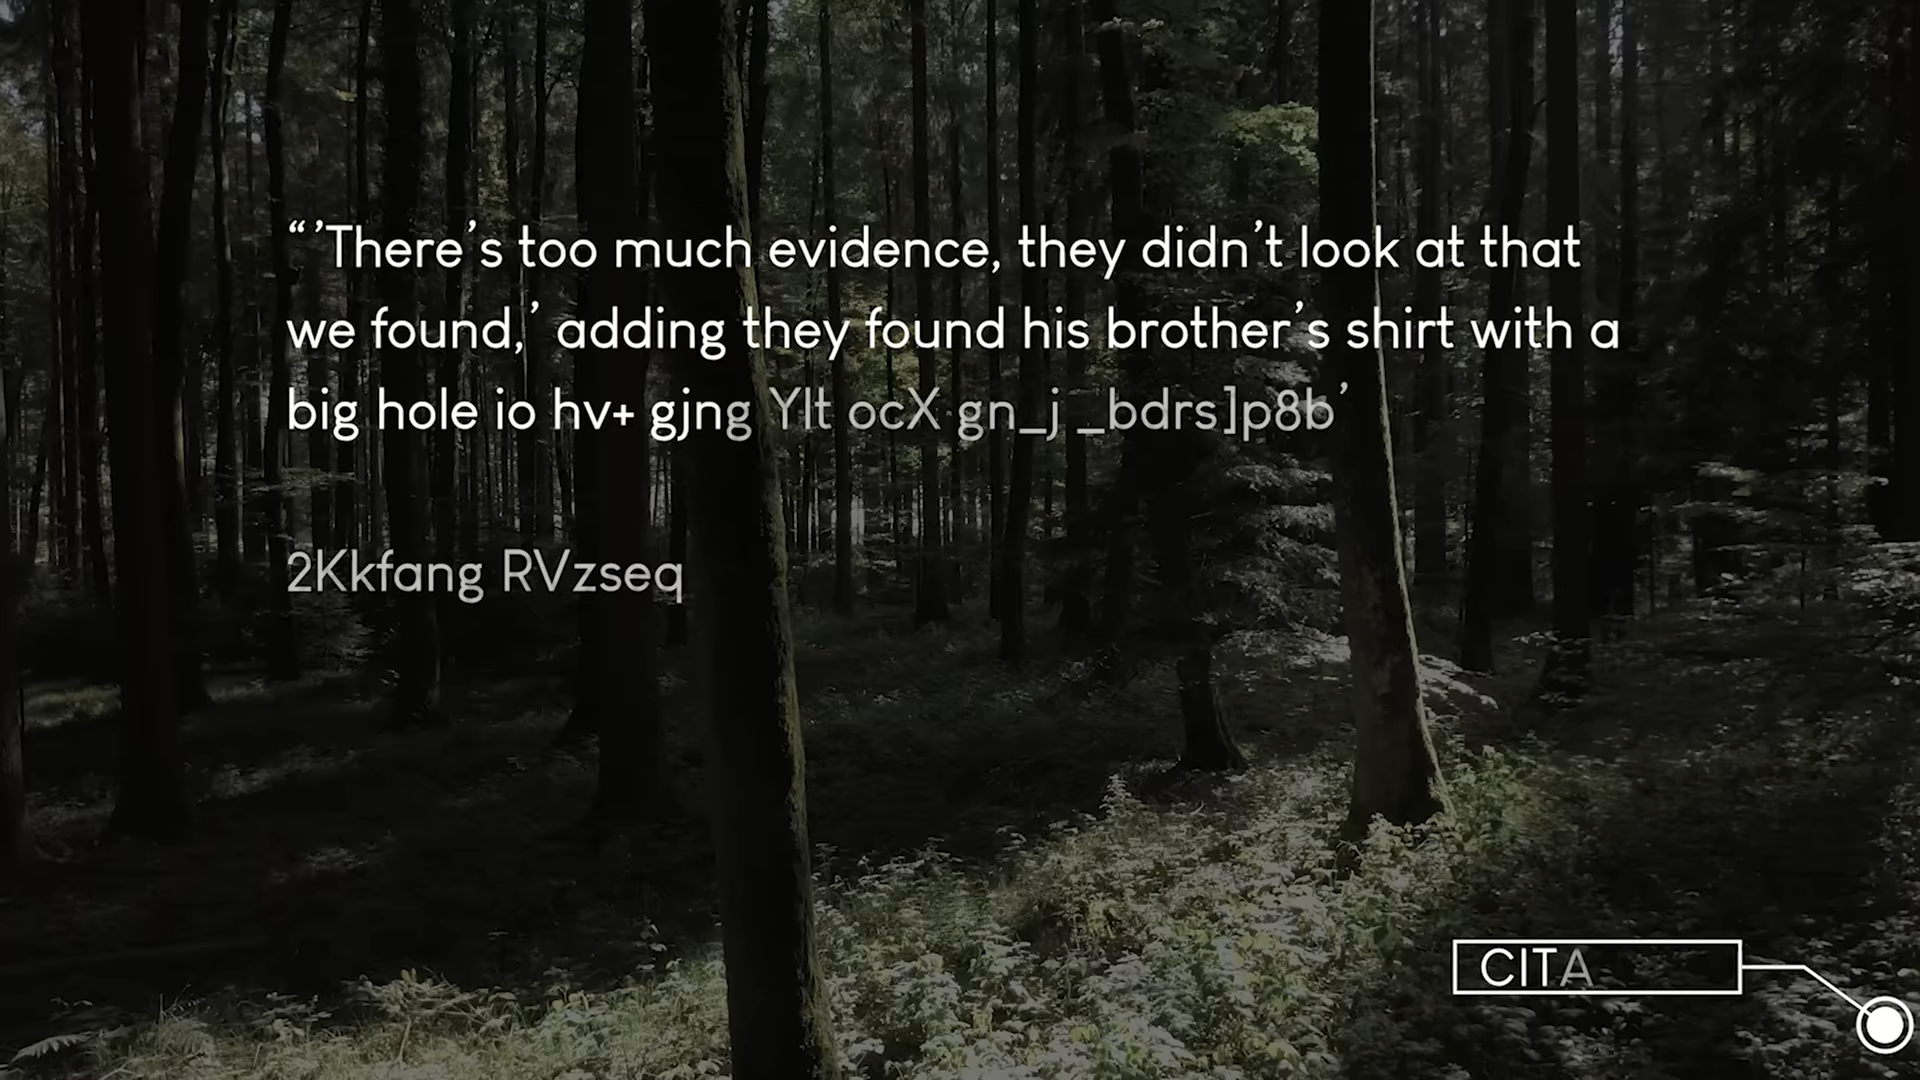 “’There’s too much evidence, they didn’t look at that
we found,’ adding they found his brother’s shirt with a
big hole io hv+ gjng Ylt ocX gn_j _bdrs]p8b’
2Kkfang RVzseq
CITA